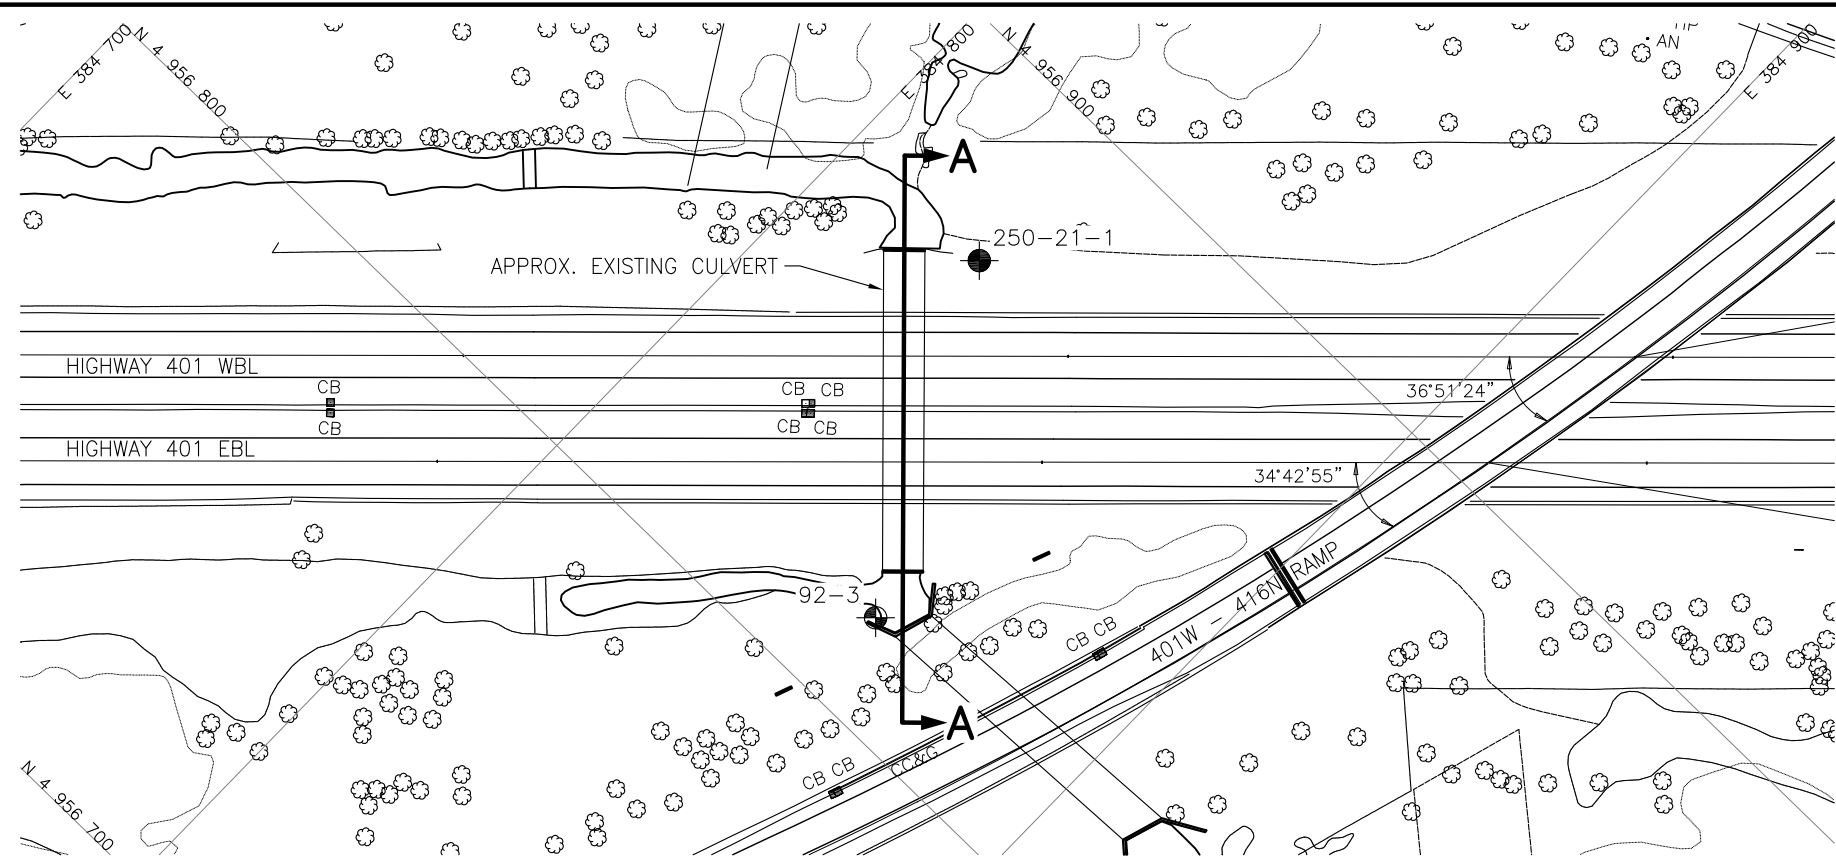 E 384 700
N 4 956 800
E 384 800
N 4 956 900
AN
E 384 900
A
250-21-1
APPROX. EXISTING CULVERT
HIGHWAY 401 WBL
CB
CB CB
36°51'24"
CB
CB CB
HIGHWAY 401 EBL
34°42'55"
92-3
RAMP
401W - 416N
CB CB
A
CC&G
CB CB
N 4 956 700